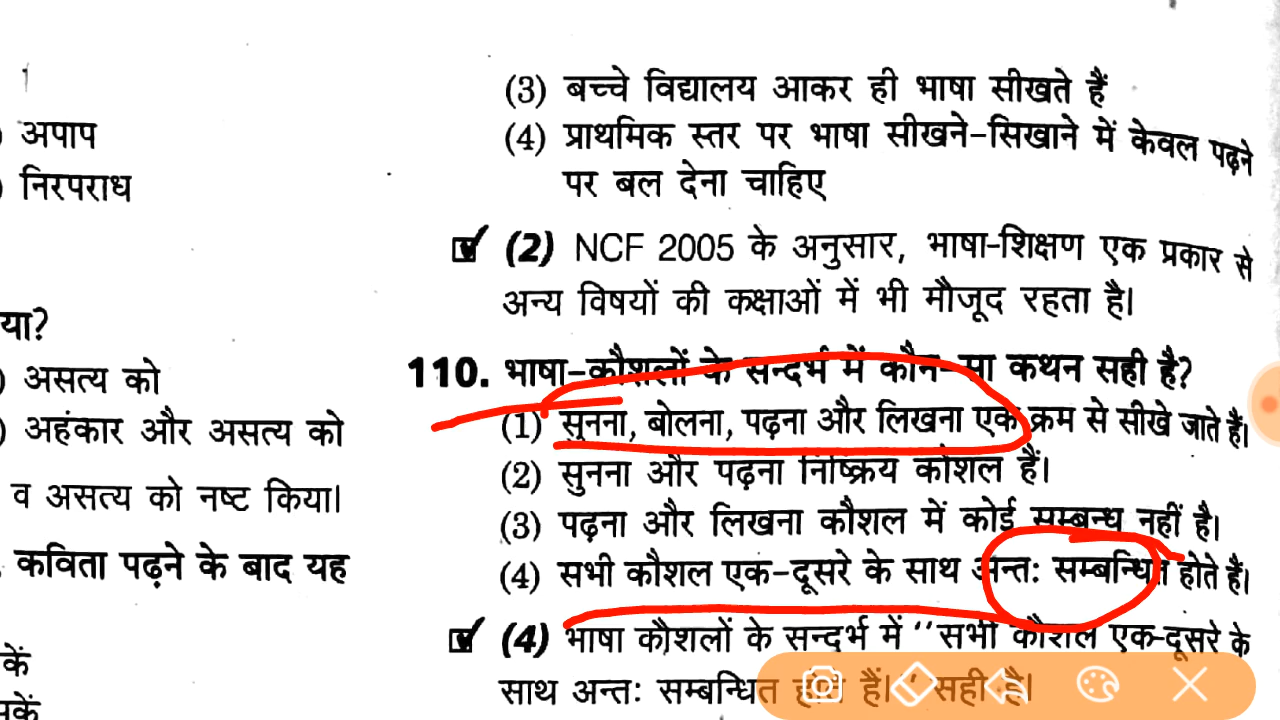 अपाप
निरपराध
या?
असत्य को
अहंकार और असत्य को
व असत्य को नष्ट किया।
कविता पढ़ने के बाद यह
कें
(3) बच्चे विद्यालय आकर ही भाषा सीखते हैं
(4) प्राथमिक स्तर पर भाषा सीखने-सिखाने में केवल पढ़ने
पर बल देना चाहिए
(2) NCF 2005 के अनुसार, भाषा-शिक्षण एक प्रकार से
अन्य विषयों की कक्षाओं में भी मौजूद रहता है।
110. भाषा-कौशलों के सन्दर्भ में कौन-सा कथन सही है?
(1) सुनना, बोलना, पढ़ना और लिखना एक क्रम से सीखे जाते हैं।
(2) सुनना और पढ़ना निष्क्रिय कौशल हैं।
(3) पढ़ना और लिखना कौशल में कोई सम्बन्ध नहीं है।
(4) सभी कौशल एक-दूसरे के साथ अन्तः सम्बन्धित होते हैं।
(4) भाषा कौशलों के सन्दर्भ में "सभी कौशल एक-दूसरे के
साथ अन्तः सम्बन्धित होते हैं।" सही है।